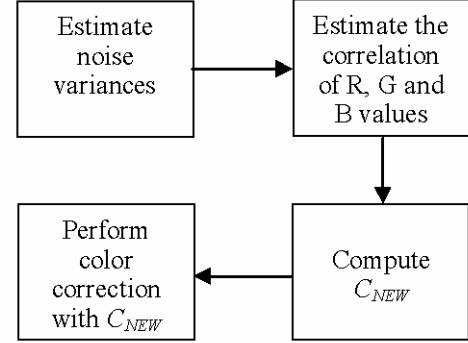 Estimate
noise
variances
Estimate the
correlation
of R, G and
B values
Compute
C_NEW
Perform
color
correction
with C_NEW